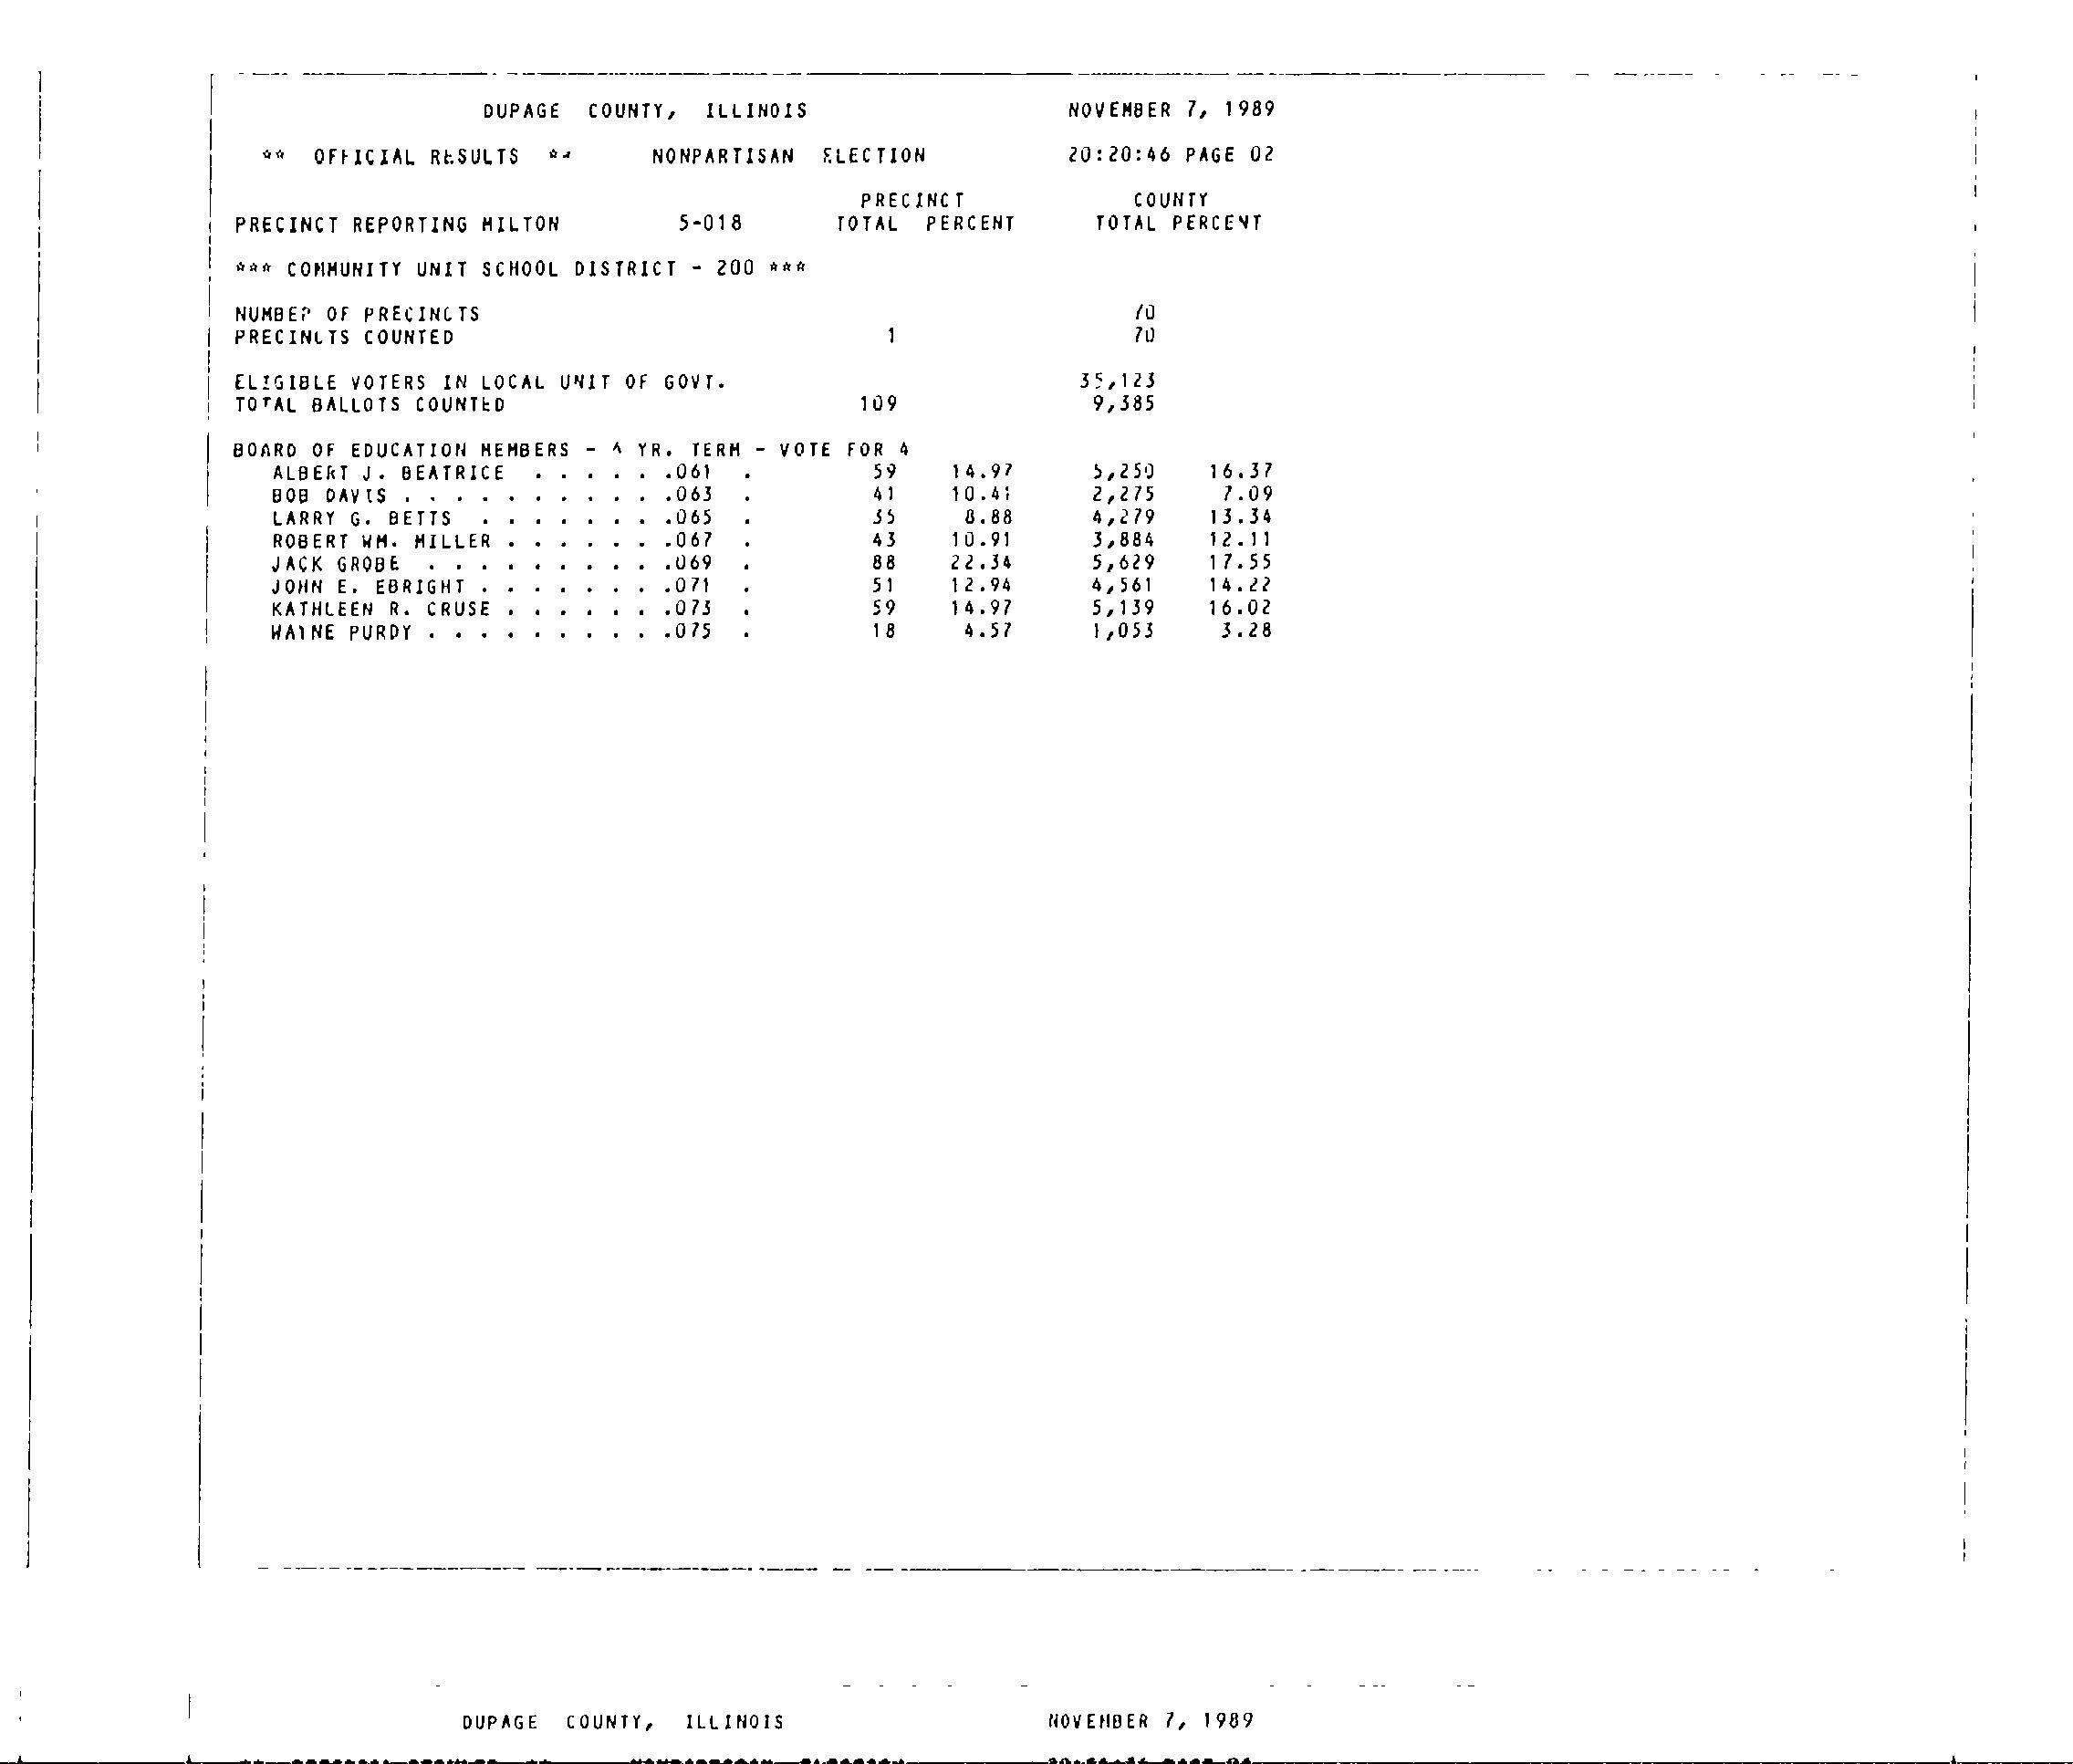 DUPAGE COUNTY, ILLINOIS NOVEMBER 7, 1989
** OFFICIAL RESULTS ** NONPARTISAN ELECTION 20:20:46 PAGE 02
PRECINCT COUNTY
PRECINCT REPORTING MILTON 5-018 TOTAL PERCENT TOTAL PERCENT
*** COMMUNITY UNIT SCHOOL DISTRICT - 200 ***
NUMBER OF PRECINCTS 70
PRECINCTS COUNTED 1 70
ELIGIBLE VOTERS IN LOCAL UNIT OF GOVT. 35,123
TOTAL BALLOTS COUNTED 109 9,385
BOARD OF EDUCATION MEMBERS - 4 YR. TERM - VOTE FOR 4
ALBERT J. BEATRICE . . . . . .061 . 59 14.97 5,250 16.37
BOB DAVIS . . . . . . . . . . .063 . 41 10.41 2,275 7.09
LARRY G. BETTS . . . . . . . .065 . 35 8.88 4,279 13.34
ROBERT WM. MILLER . . . . . . .067 . 43 10.91 3,884 12.11
JACK GROBE . . . . . . . . . .069 . 88 22.34 5,629 17.55
JOHN E. EBRIGHT . . . . . . . .071 . 51 12.94 4,561 14.22
KATHLEEN R. CRUSE . . . . . . .073 . 59 14.97 5,139 16.02
WAYNE PURDY . . . . . . . . . .075 . 18 4.57 1,053 3.28
DUPAGE COUNTY, ILLINOIS NOVEMBER 7, 1989